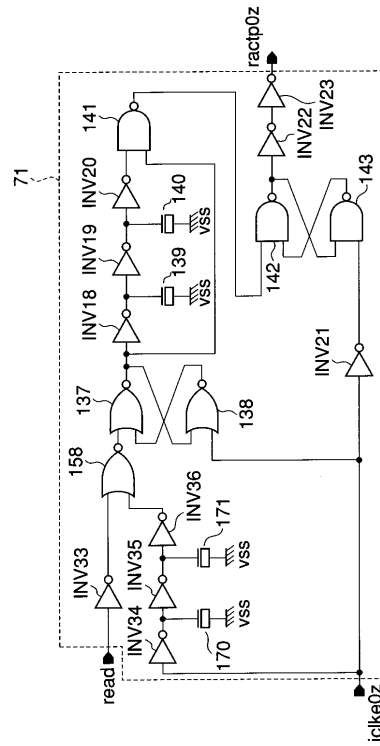 71
read
INV33
158
137
INV18
INV19
INV20
141
139
VSS
140
VSS
138
INV34
INV35
INV36
170
VSS
171
VSS
142
143
INV21
INV22
INV23
ractp0z
iclke0z